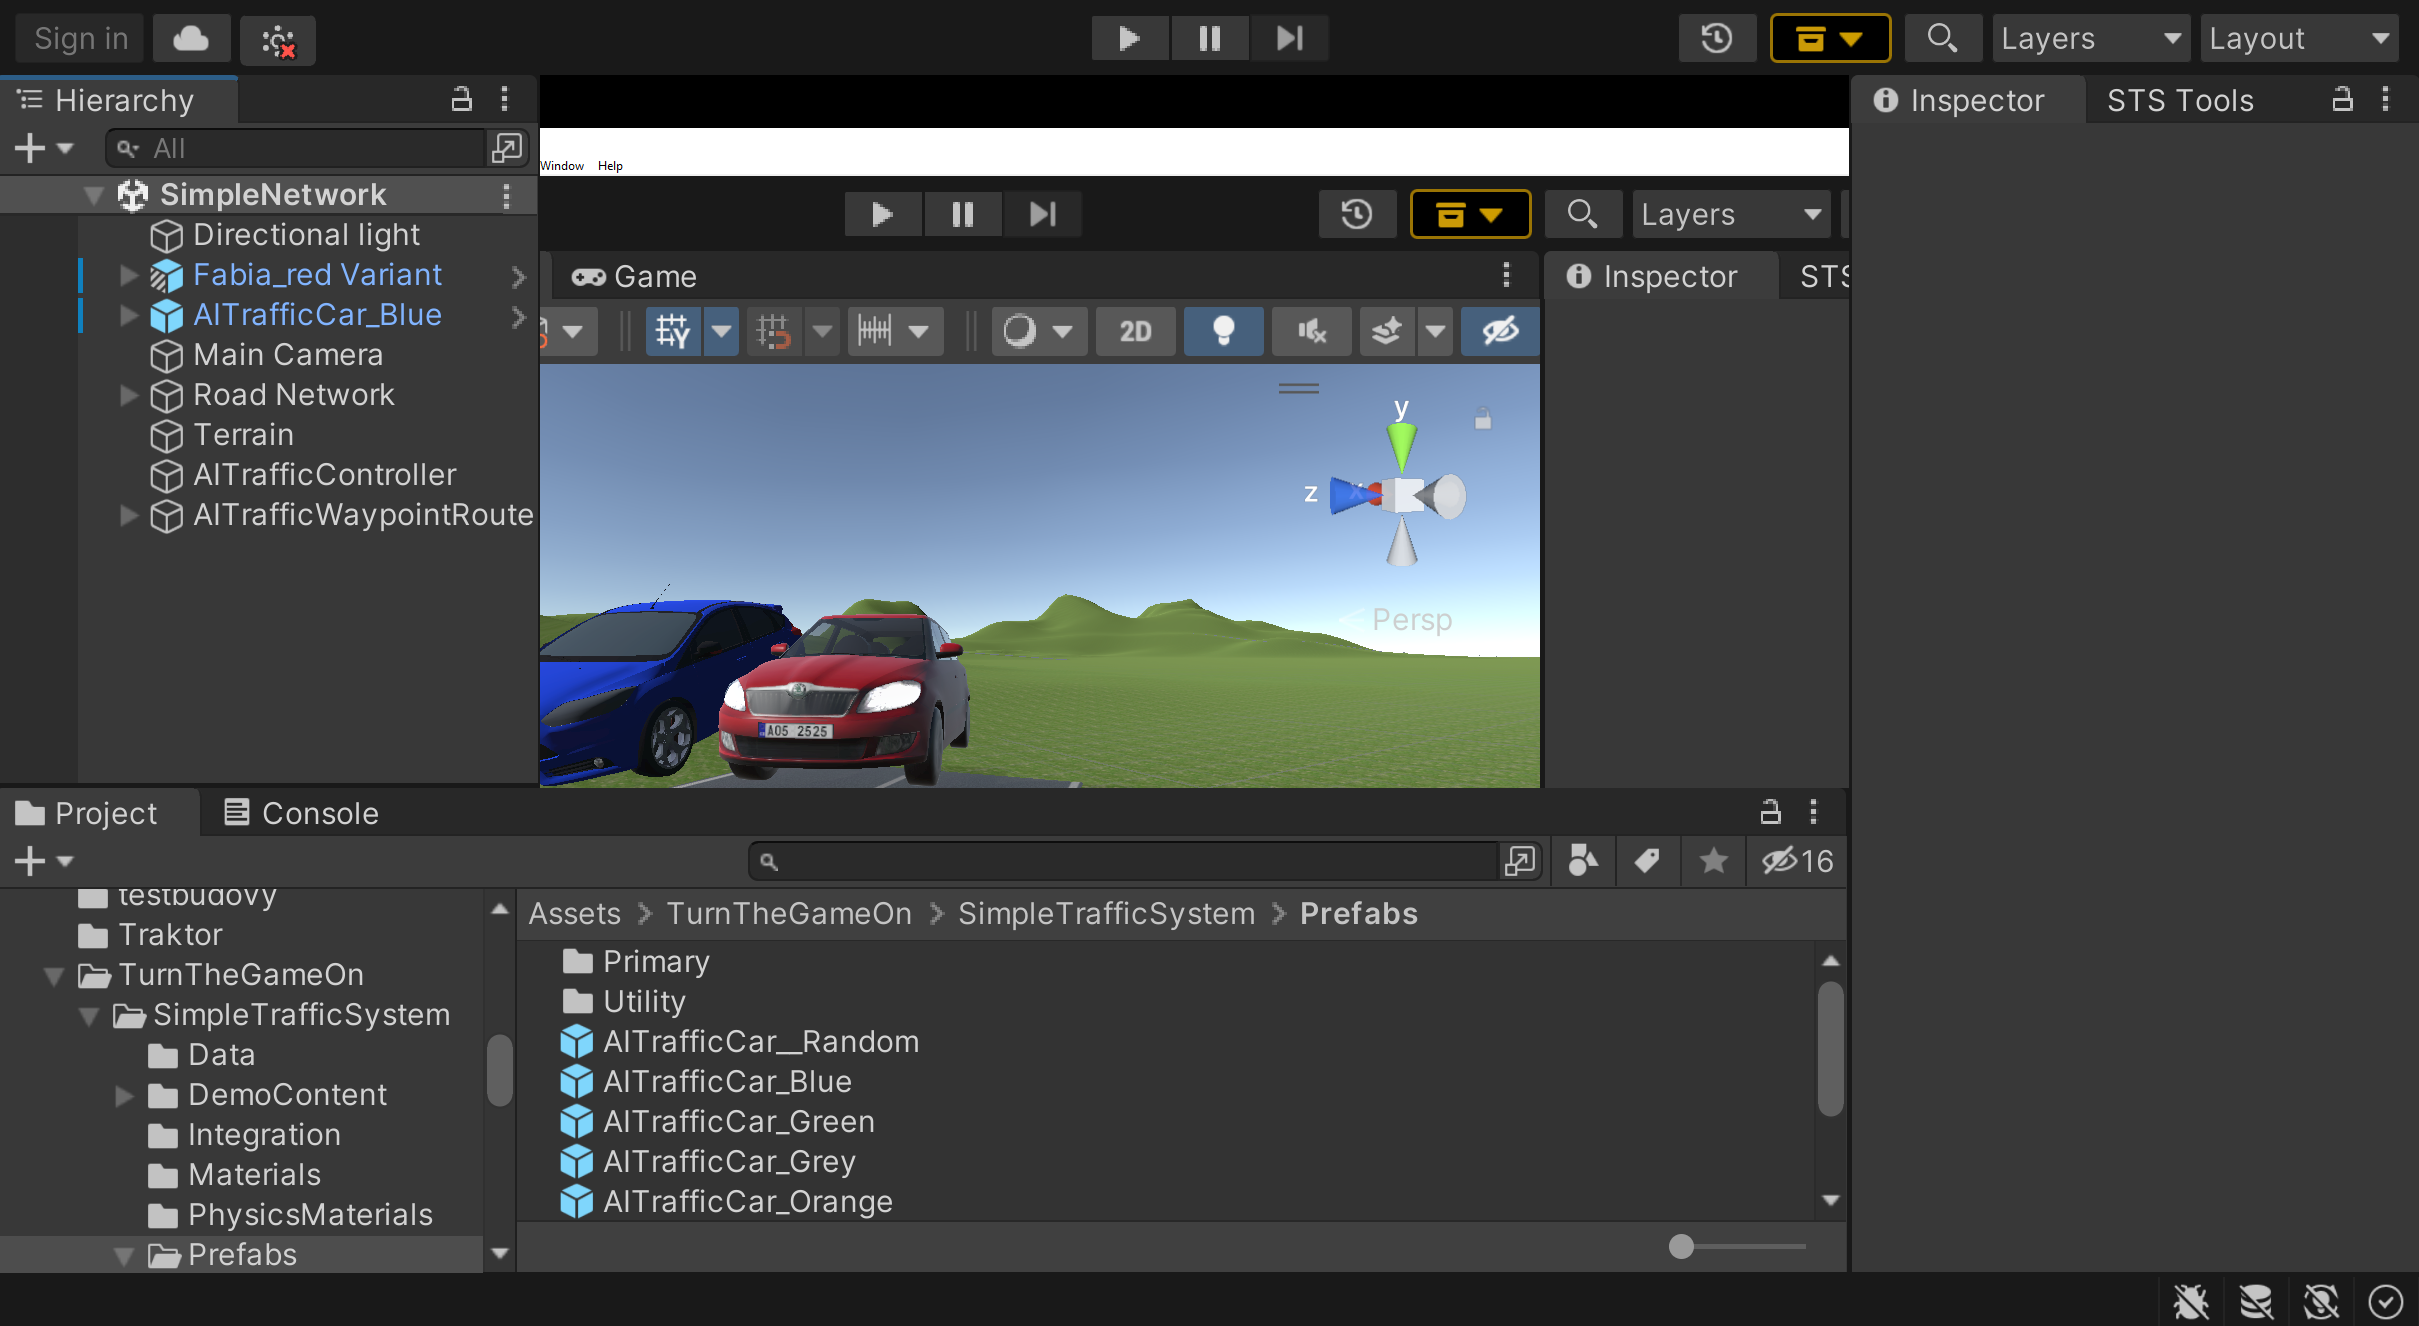 Sign in
Layers
Layout
Hierarchy
All
SimpleNetwork
Directional light
Fabia_red Variant
AITrafficCar_Blue
Main Camera
Road Network
Terrain
AITrafficController
AITrafficWaypointRoute
Window Help
Layers
Game
Inspector
STS
2D
y
z
x
< Persp
A05 2525
Inspector
STS Tools
Project
Console
16
testbudovy
Traktor
TurnTheGameOn
SimpleTrafficSystem
Data
DemoContent
Integration
Materials
PhysicsMaterials
Prefabs
Assets > TurnTheGameOn > SimpleTrafficSystem > Prefabs
Primary
Utility
AITrafficCar__Random
AITrafficCar_Blue
AITrafficCar_Green
AITrafficCar_Grey
AITrafficCar_Orange